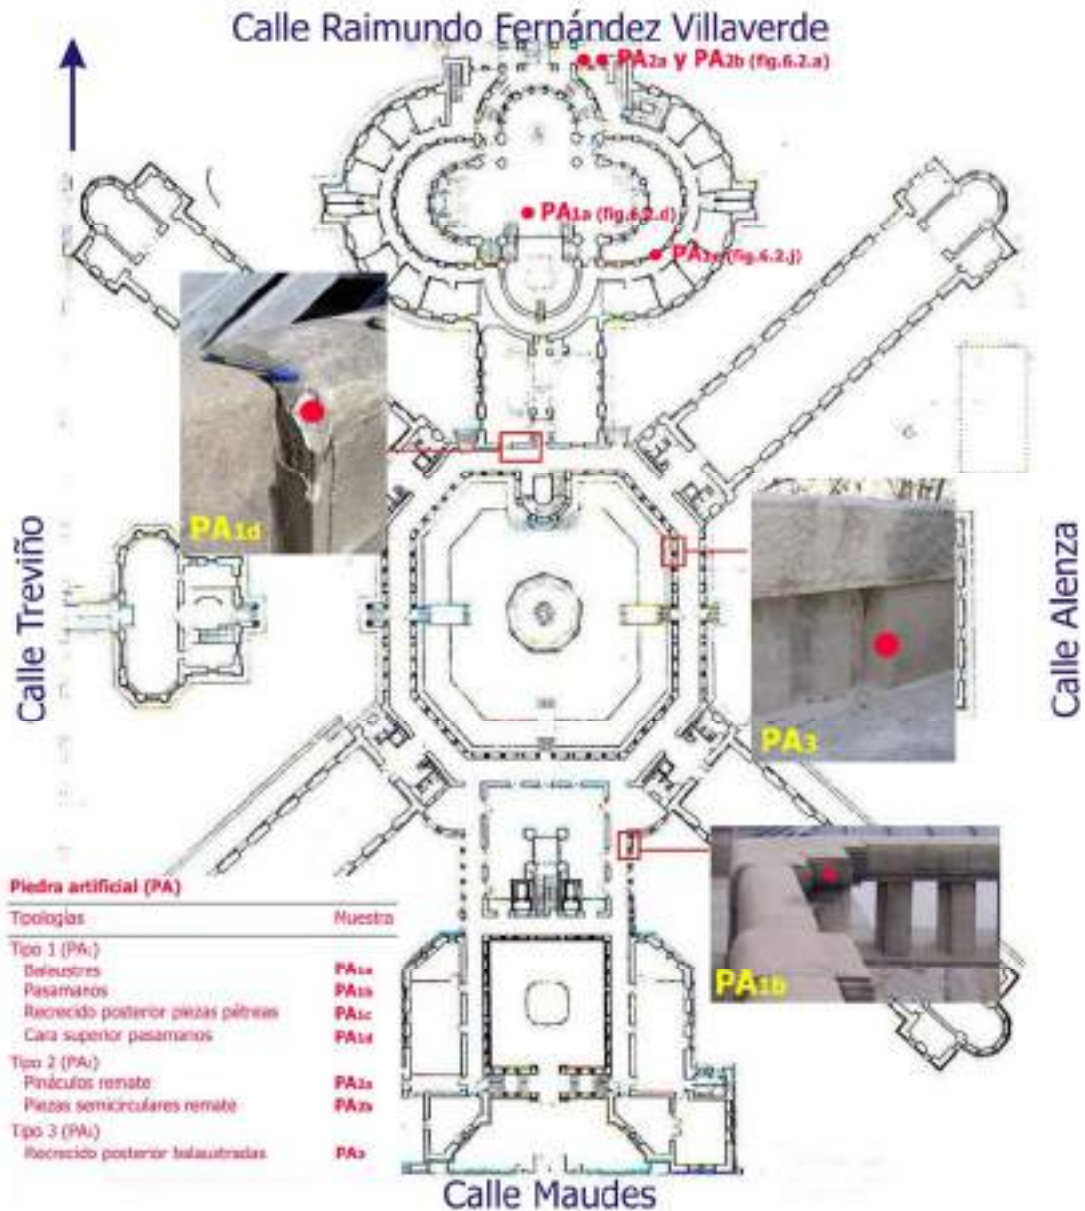 Calle Raimundo Fernández Villaverde
PA2a y PA2b (fig.6.2.a)
PA1a (fig.6.2.d)
(fig.6.2.j)
PA1d
Calle Treviño
Calle Alenza
PA3
PA1b
Piedra artificial (PA)
Tipologías Muestra
Tipo 1 (PA1)
Balaustres PA1a
Pasamanos PA1b
Recrecido posterior piezas pétreas PA1c
Cara superior pasamanos PA1d
Tipo 2 (PA2)
Pináculos remate PA2a
Piezas semicirculares remate PA2b
Tipo 3 (PA3)
Recrecido posterior balaustradas PA3
Calle Maudes